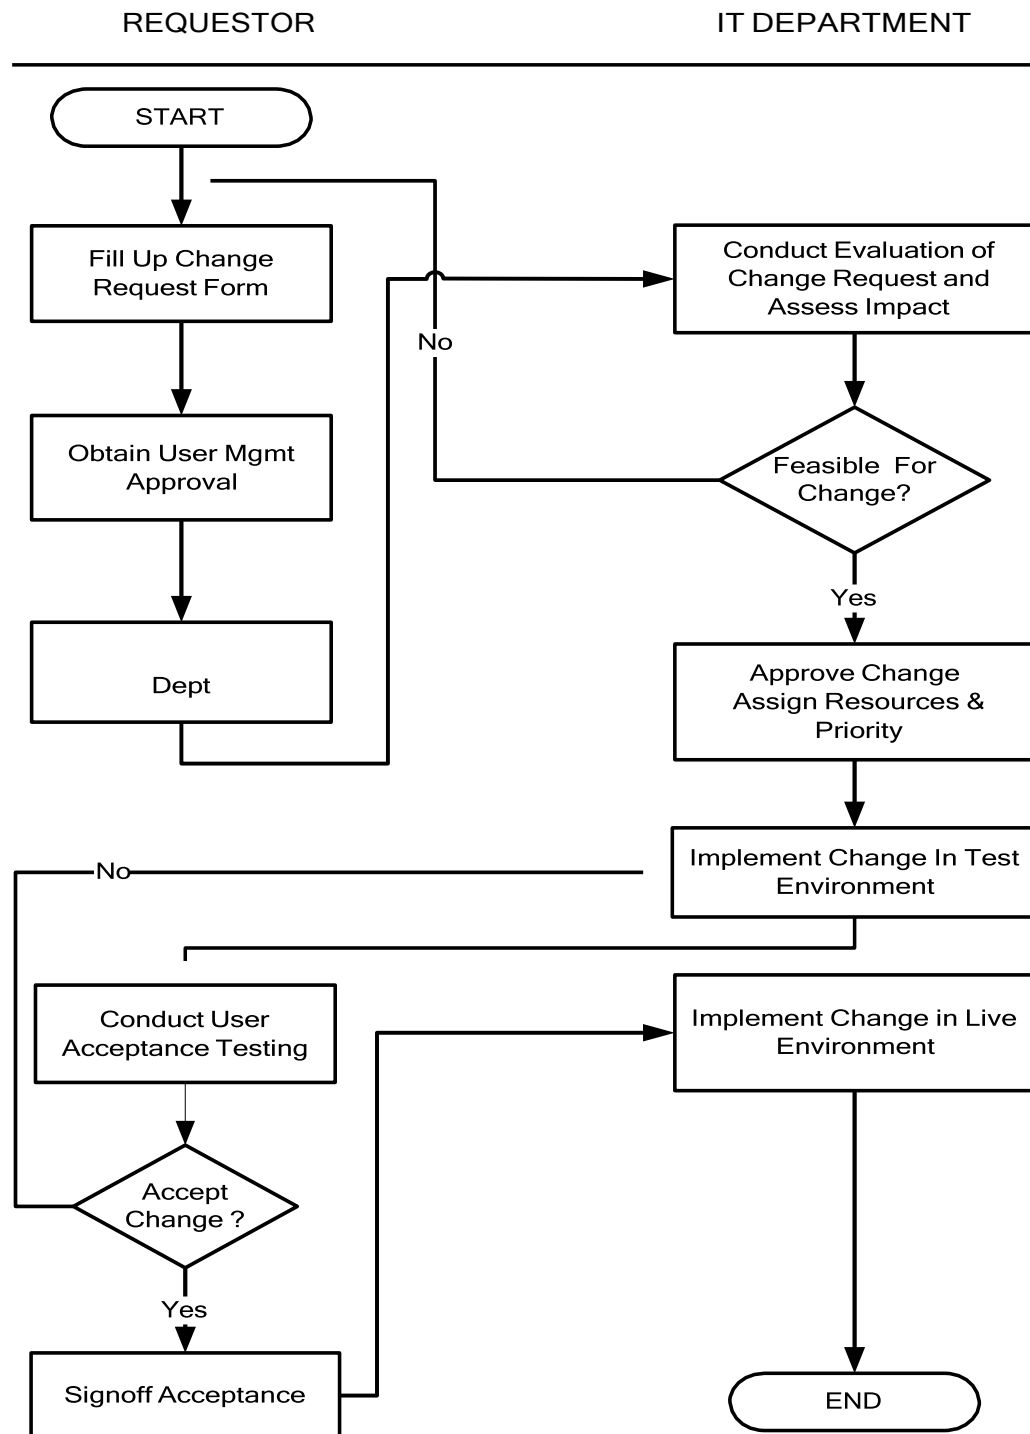 REQUESTOR
IT DEPARTMENT
START
Fill Up Change
Request Form
Conduct Evaluation of
Change Request and
Assess Impact
No
Obtain User Mgmt
Approval
Feasible For
Change?
Yes
Dept
Approve Change
Assign Resources &
Priority
Implement Change In Test
Environment
No
Conduct User
Acceptance Testing
Implement Change in Live
Environment
Accept
Change ?
Yes
Signoff Acceptance
END